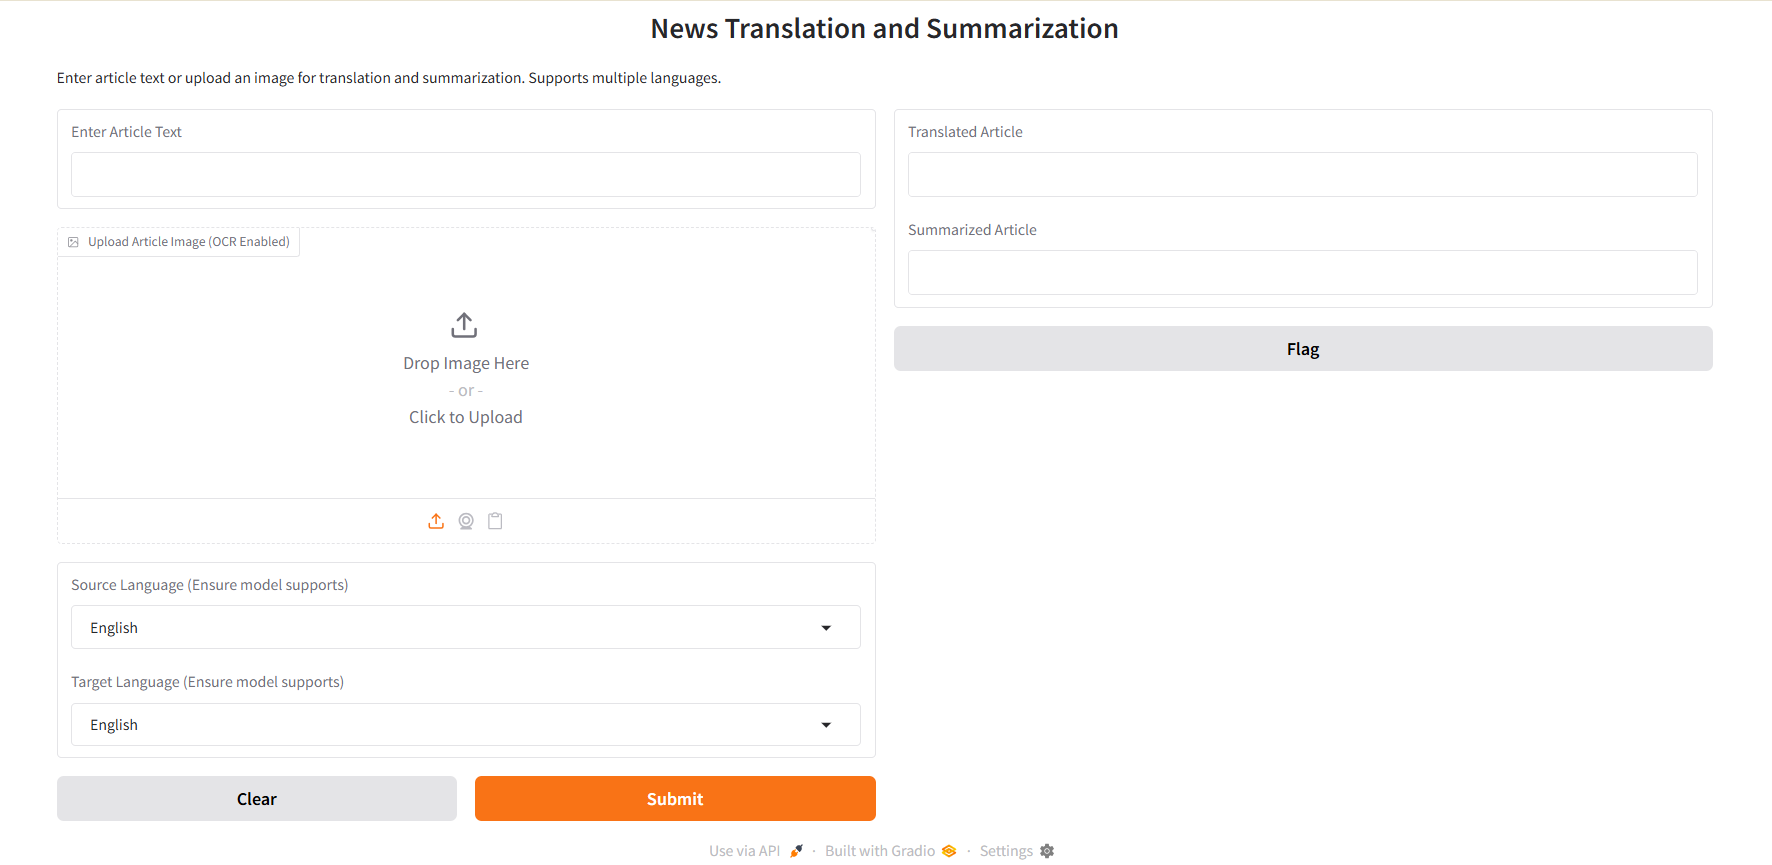 News Translation and Summarization
Enter article text or upload an image for translation and summarization. Supports multiple languages.
Enter Article Text
Upload Article Image (OCR Enabled)
Drop Image Here
- or -
Click to Upload
Source Language (Ensure model supports)
English
Target Language (Ensure model supports)
English
Clear
Submit
Translated Article
Summarized Article
Flag
Use via API · Built with Gradio · Settings